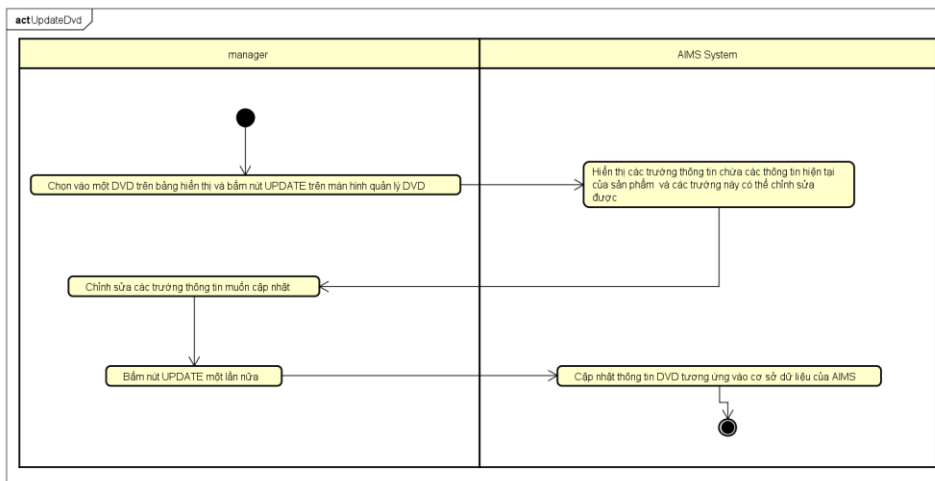 act UpdateDvd
manager
AIMS System
Chọn vào một DVD trên bảng hiển thị và bấm nút UPDATE trên màn hình quản lý DVD
Hiển thị các trường thông tin chứa các thông tin hiện tại
của sản phẩm và các trường này có thể chỉnh sửa
được
Chỉnh sửa các trường thông tin muốn cập nhật
Bấm nút UPDATE một lần nữa
Cập nhật thông tin DVD tương ứng vào cơ sở dữ liệu của AIMS